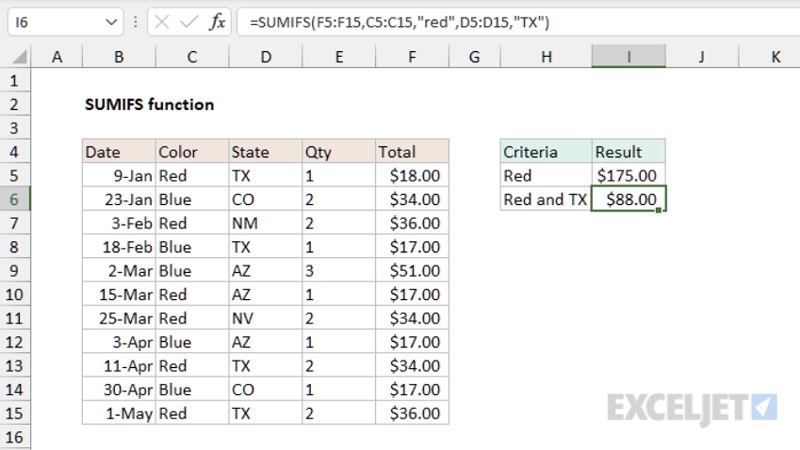 I6 fx =SUMIFS(F5:F15,C5:C15,"red",D5:D15,"TX")
A B C D E F G H I J K
1
2 SUMIFS function
3
4 Date Color State Qty Total Criteria Result
5 9-Jan Red TX 1 $18.00 Red $175.00
6 23-Jan Blue CO 2 $34.00 Red and TX $88.00
7 3-Feb Red NM 2 $36.00
8 18-Feb Blue TX 1 $17.00
9 2-Mar Blue AZ 3 $51.00
10 15-Mar Red AZ 1 $17.00
11 25-Mar Red NV 2 $34.00
12 3-Apr Blue AZ 1 $17.00
13 11-Apr Red TX 2 $34.00
14 30-Apr Blue CO 1 $17.00
15 1-May Red TX 2 $36.00
EXCELJET
16